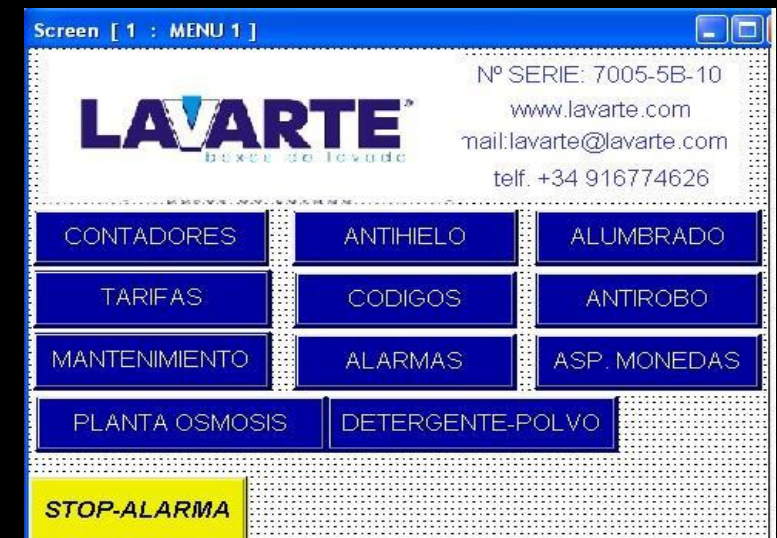 Screen [ 1 : MENU 1 ]
LAVARTE®
boxes de lavado
Nº SERIE: 7005-5B-10
www.lavarte.com
mail:lavarte@lavarte.com
telf. +34 916774626
CONTADORES ANTIHIELO ALUMBRADO
TARIFAS CODIGOS ANTIROBO
MANTENIMIENTO ALARMAS ASP. MONEDAS
PLANTA OSMOSIS DETERGENTE-POLVO
STOP-ALARMA